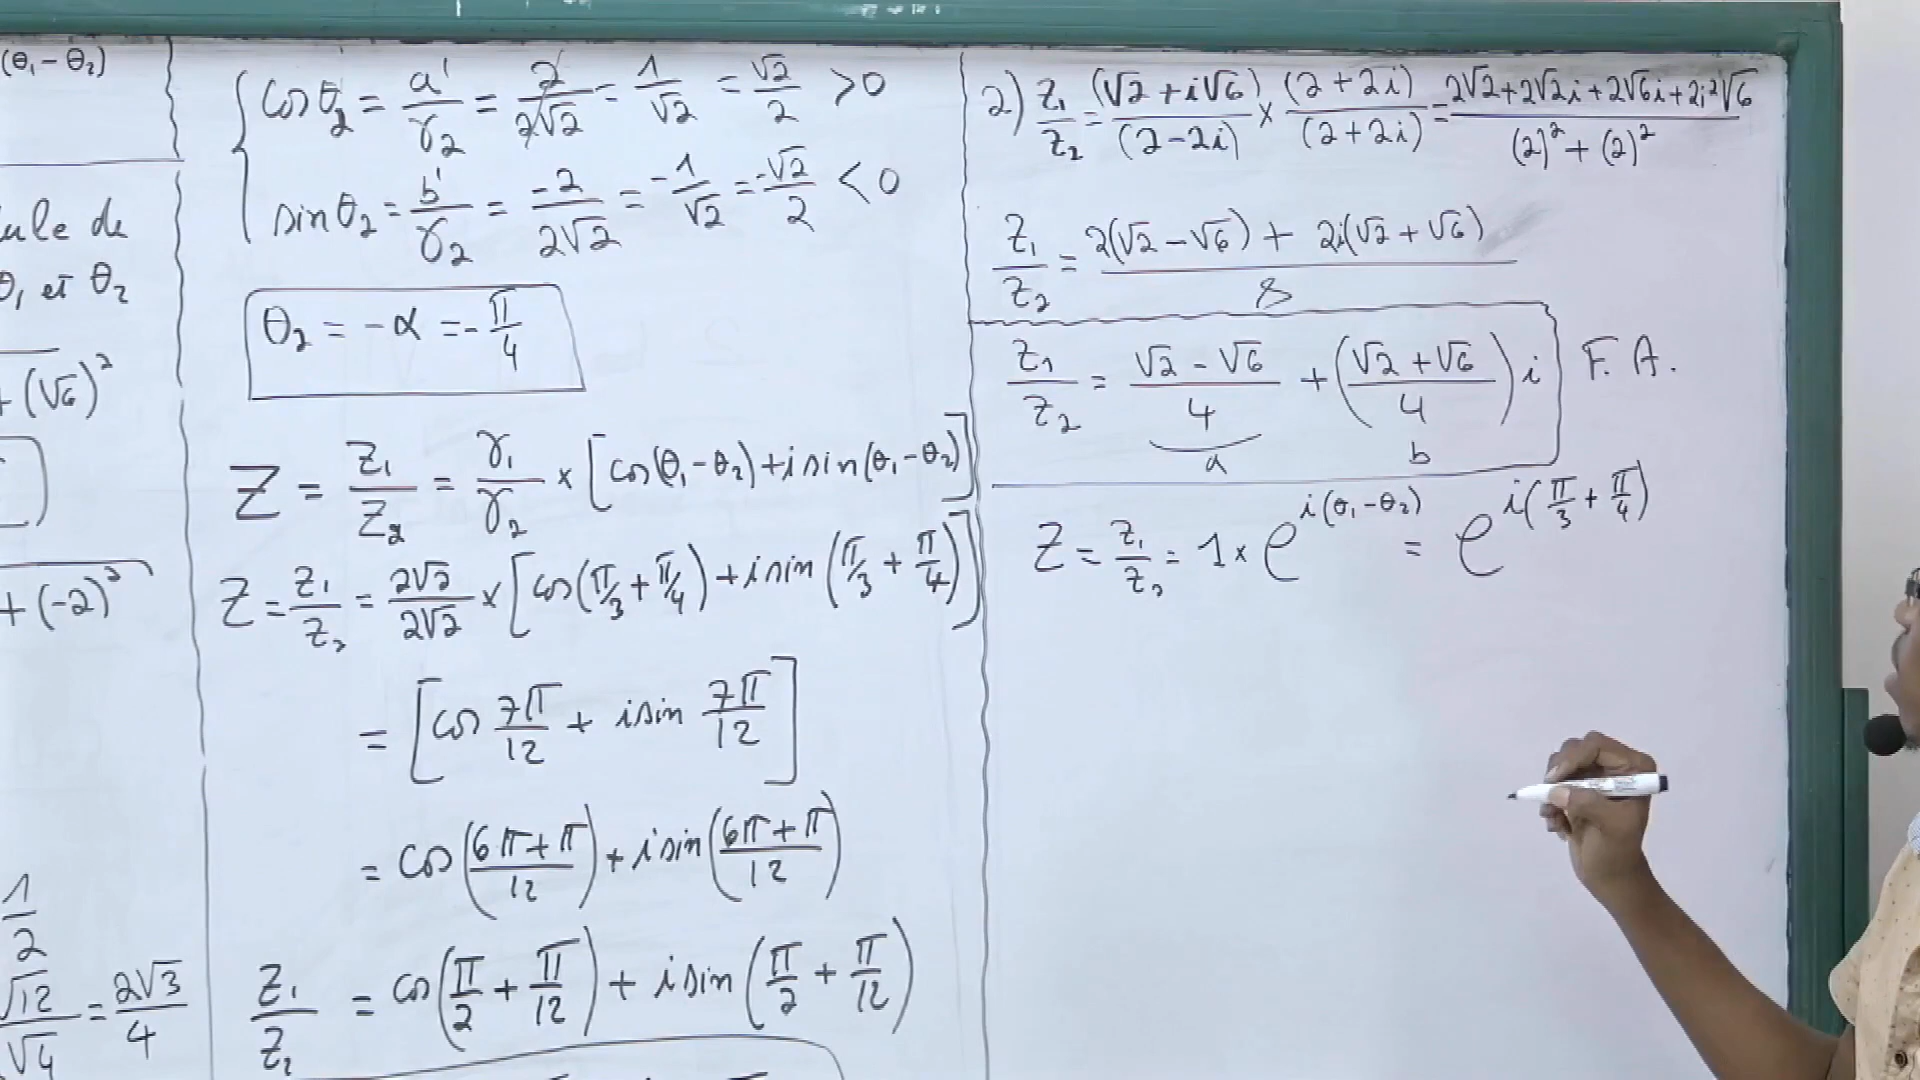 (θ₁ - θ₂)
ule de
θ₁ et θ₂
+ (√6)²
+ (-2)²
1/2
√12/√4 = 2√3/4
{ cos θ₂ = a'/r₂ = 2/2√2 = 1/√2 = √2/2 > 0
sin θ₂ = b'/r₂ = -2/2√2 = -1/√2 = -√2/2 < 0
θ₂ = -α = -π/4
Z = Z₁/Z₂ = r₁/r₂ × [cos(θ₁ - θ₂) + i sin(θ₁ - θ₂)]
Z = Z₁/Z₂ = 2√2/2√2 × [cos(π/3 + π/4) + i sin(π/3 + π/4)]
= [cos 7π/12 + i sin 7π/12]
= cos(6π+π/12) + i sin(6π+π/12)
Z₁/Z₂ = cos(π/2 + π/12) + i sin(π/2 + π/12)
2) Z₁/Z₂ = (√2 + i√6)/(2 - 2i) × (2 + 2i)/(2 + 2i) = 2√2 + 2√2i + 2√6i + 2i²√6/(2)² + (2)²
Z₁/Z₂ = 2(√2 - √6) + 2i(√2 + √6)/8
Z₁/Z₂ = √2 - √6/4 + (√2 + √6/4) i F. A.
a b
Z = Z₁/Z₂ = 1 × e^i(θ₁ - θ₂) = e^i(π/3 + π/4)